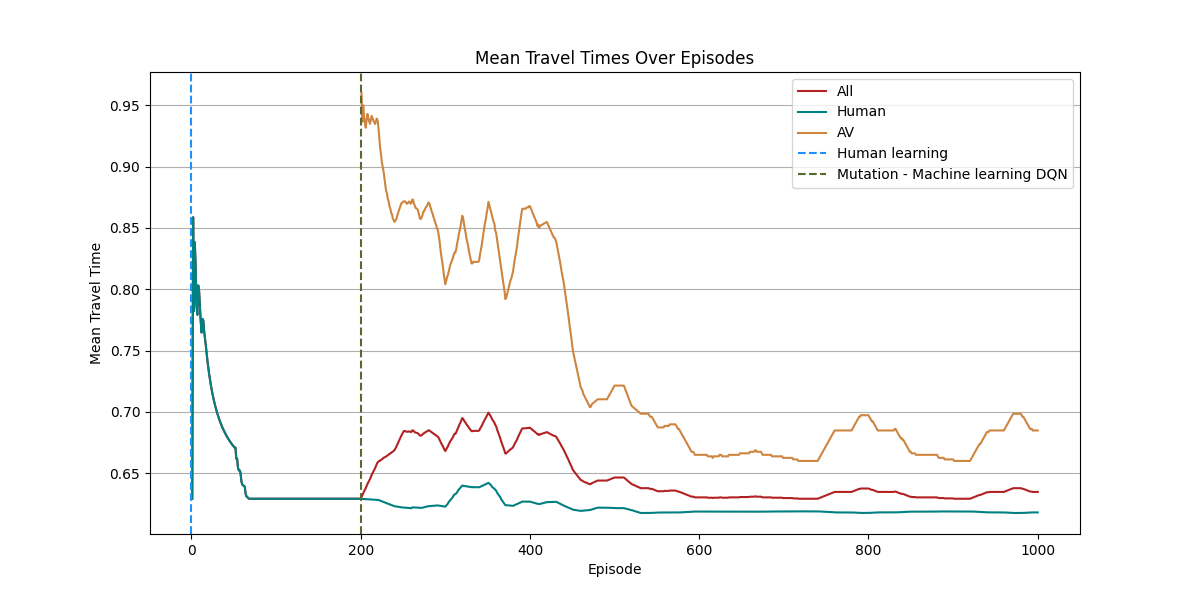 Mean Travel Times Over Episodes
All
Human
AV
Human learning
Mutation - Machine learning DQN
Mean Travel Time
0.95
0.90
0.85
0.80
0.75
0.70
0.65
0
200
400
600
800
1000
Episode